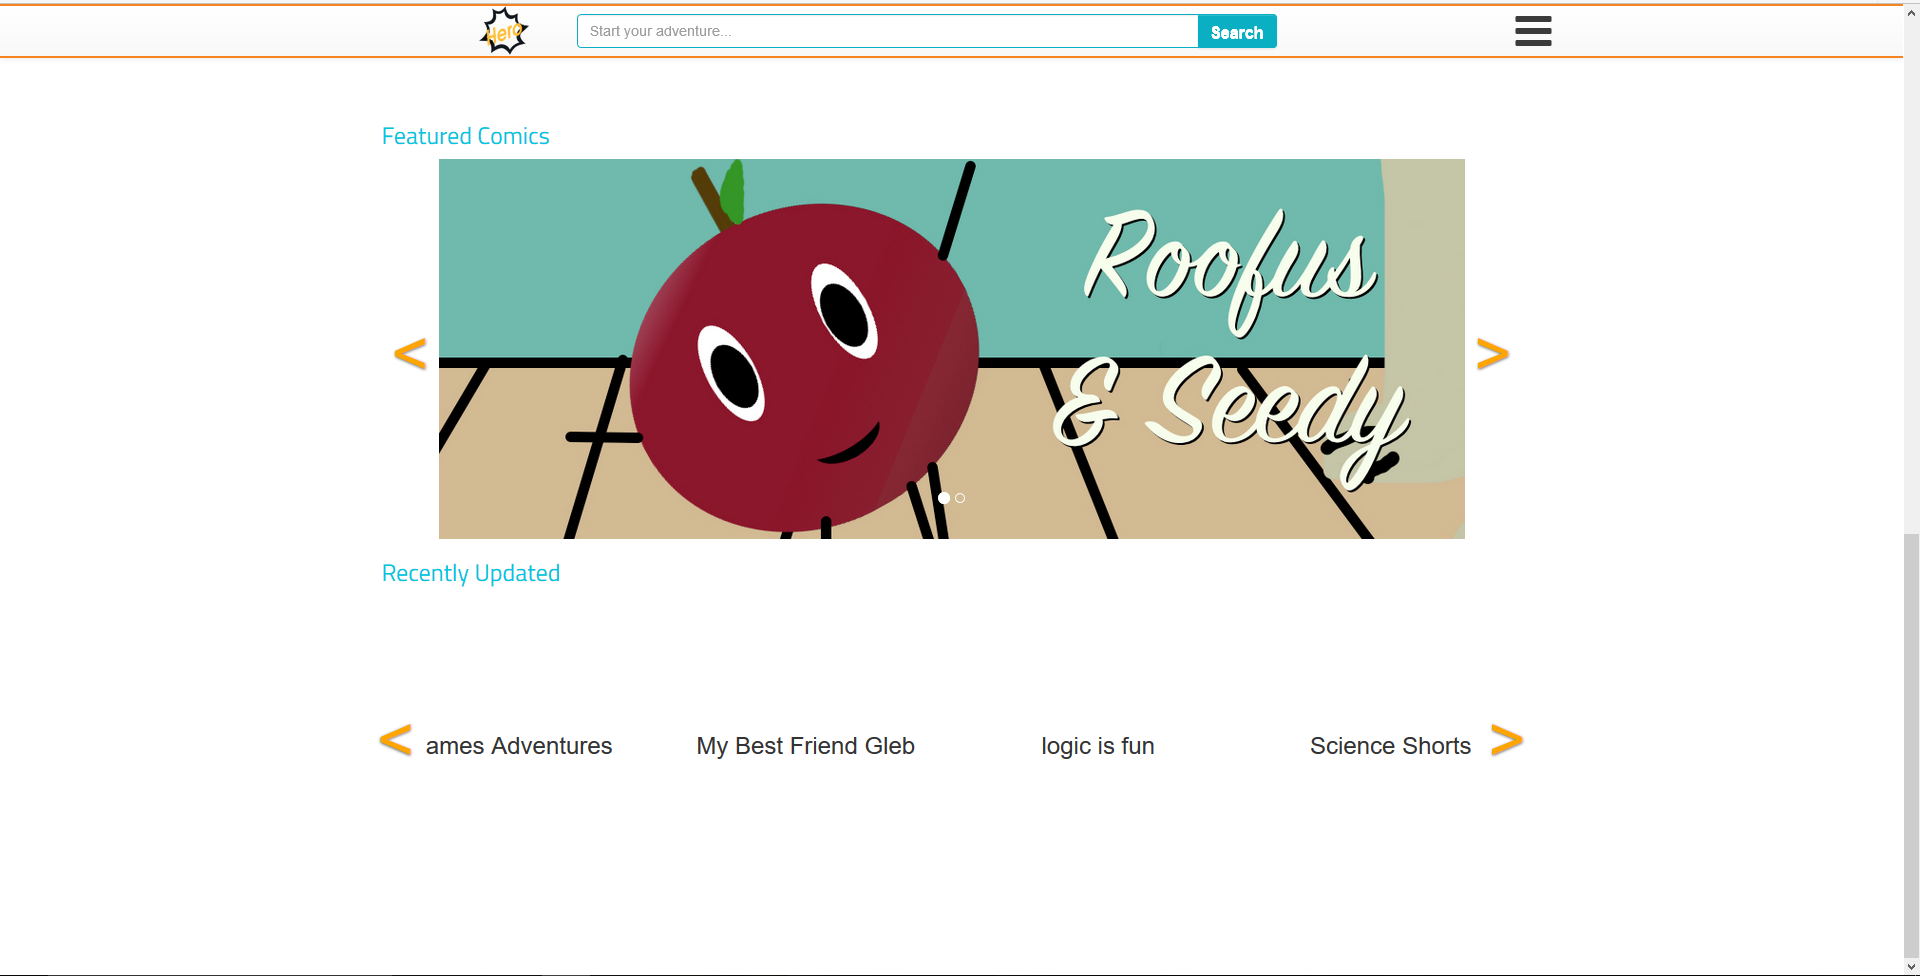 Hero
Start your adventure...
Search
Featured Comics
<
Roofus
& Seedy
>
Recently Updated
<
ames Adventures
My Best Friend Gleb
logic is fun
Science Shorts
>